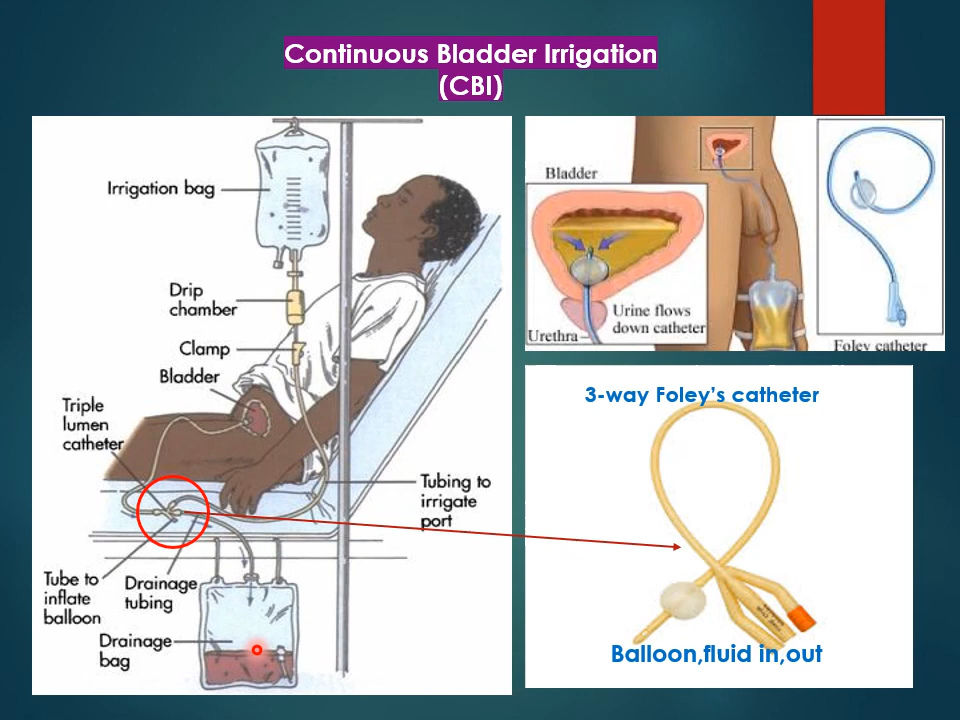 Continuous Bladder Irrigation
(CBI)
Irrigation bag
Drip
chamber
Clamp
Bladder
Triple
lumen
catheter
Tubing to
irrigate
port
Tube to
inflate
balloon
Drainage
tubing
Drainage
bag
Bladder
Urine flows
down catheter
Urethra
Foley catheter
3-way Foley's catheter
Balloon,fluid in,out